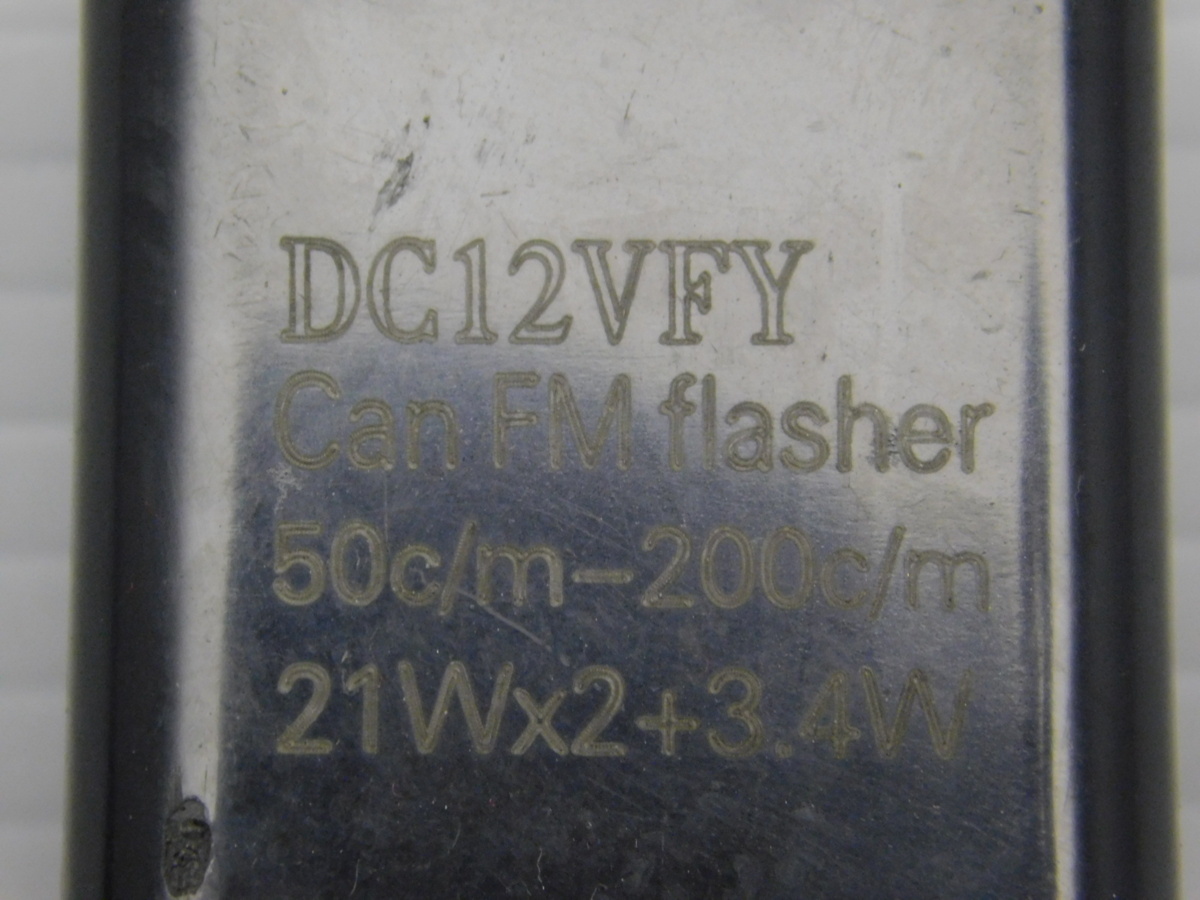 DC12VFY
Can FM flasher
50c/m-200c/m
21Wx2+3.4W